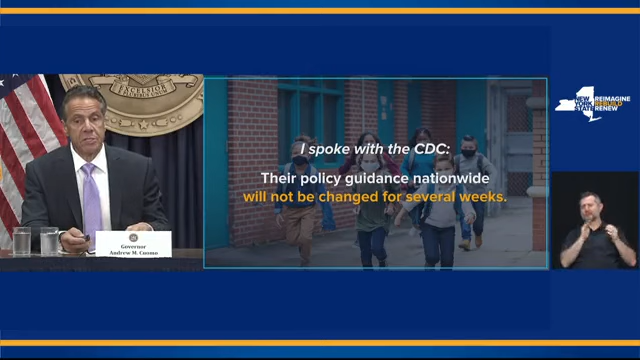 EXCELSIOR
I spoke with the CDC:
Their policy guidance nationwide
will not be changed for several weeks.
Governor
Andrew M. Cuomo
NEW
YORK
STATE
REIMAGINE
REBUILD
RENEW